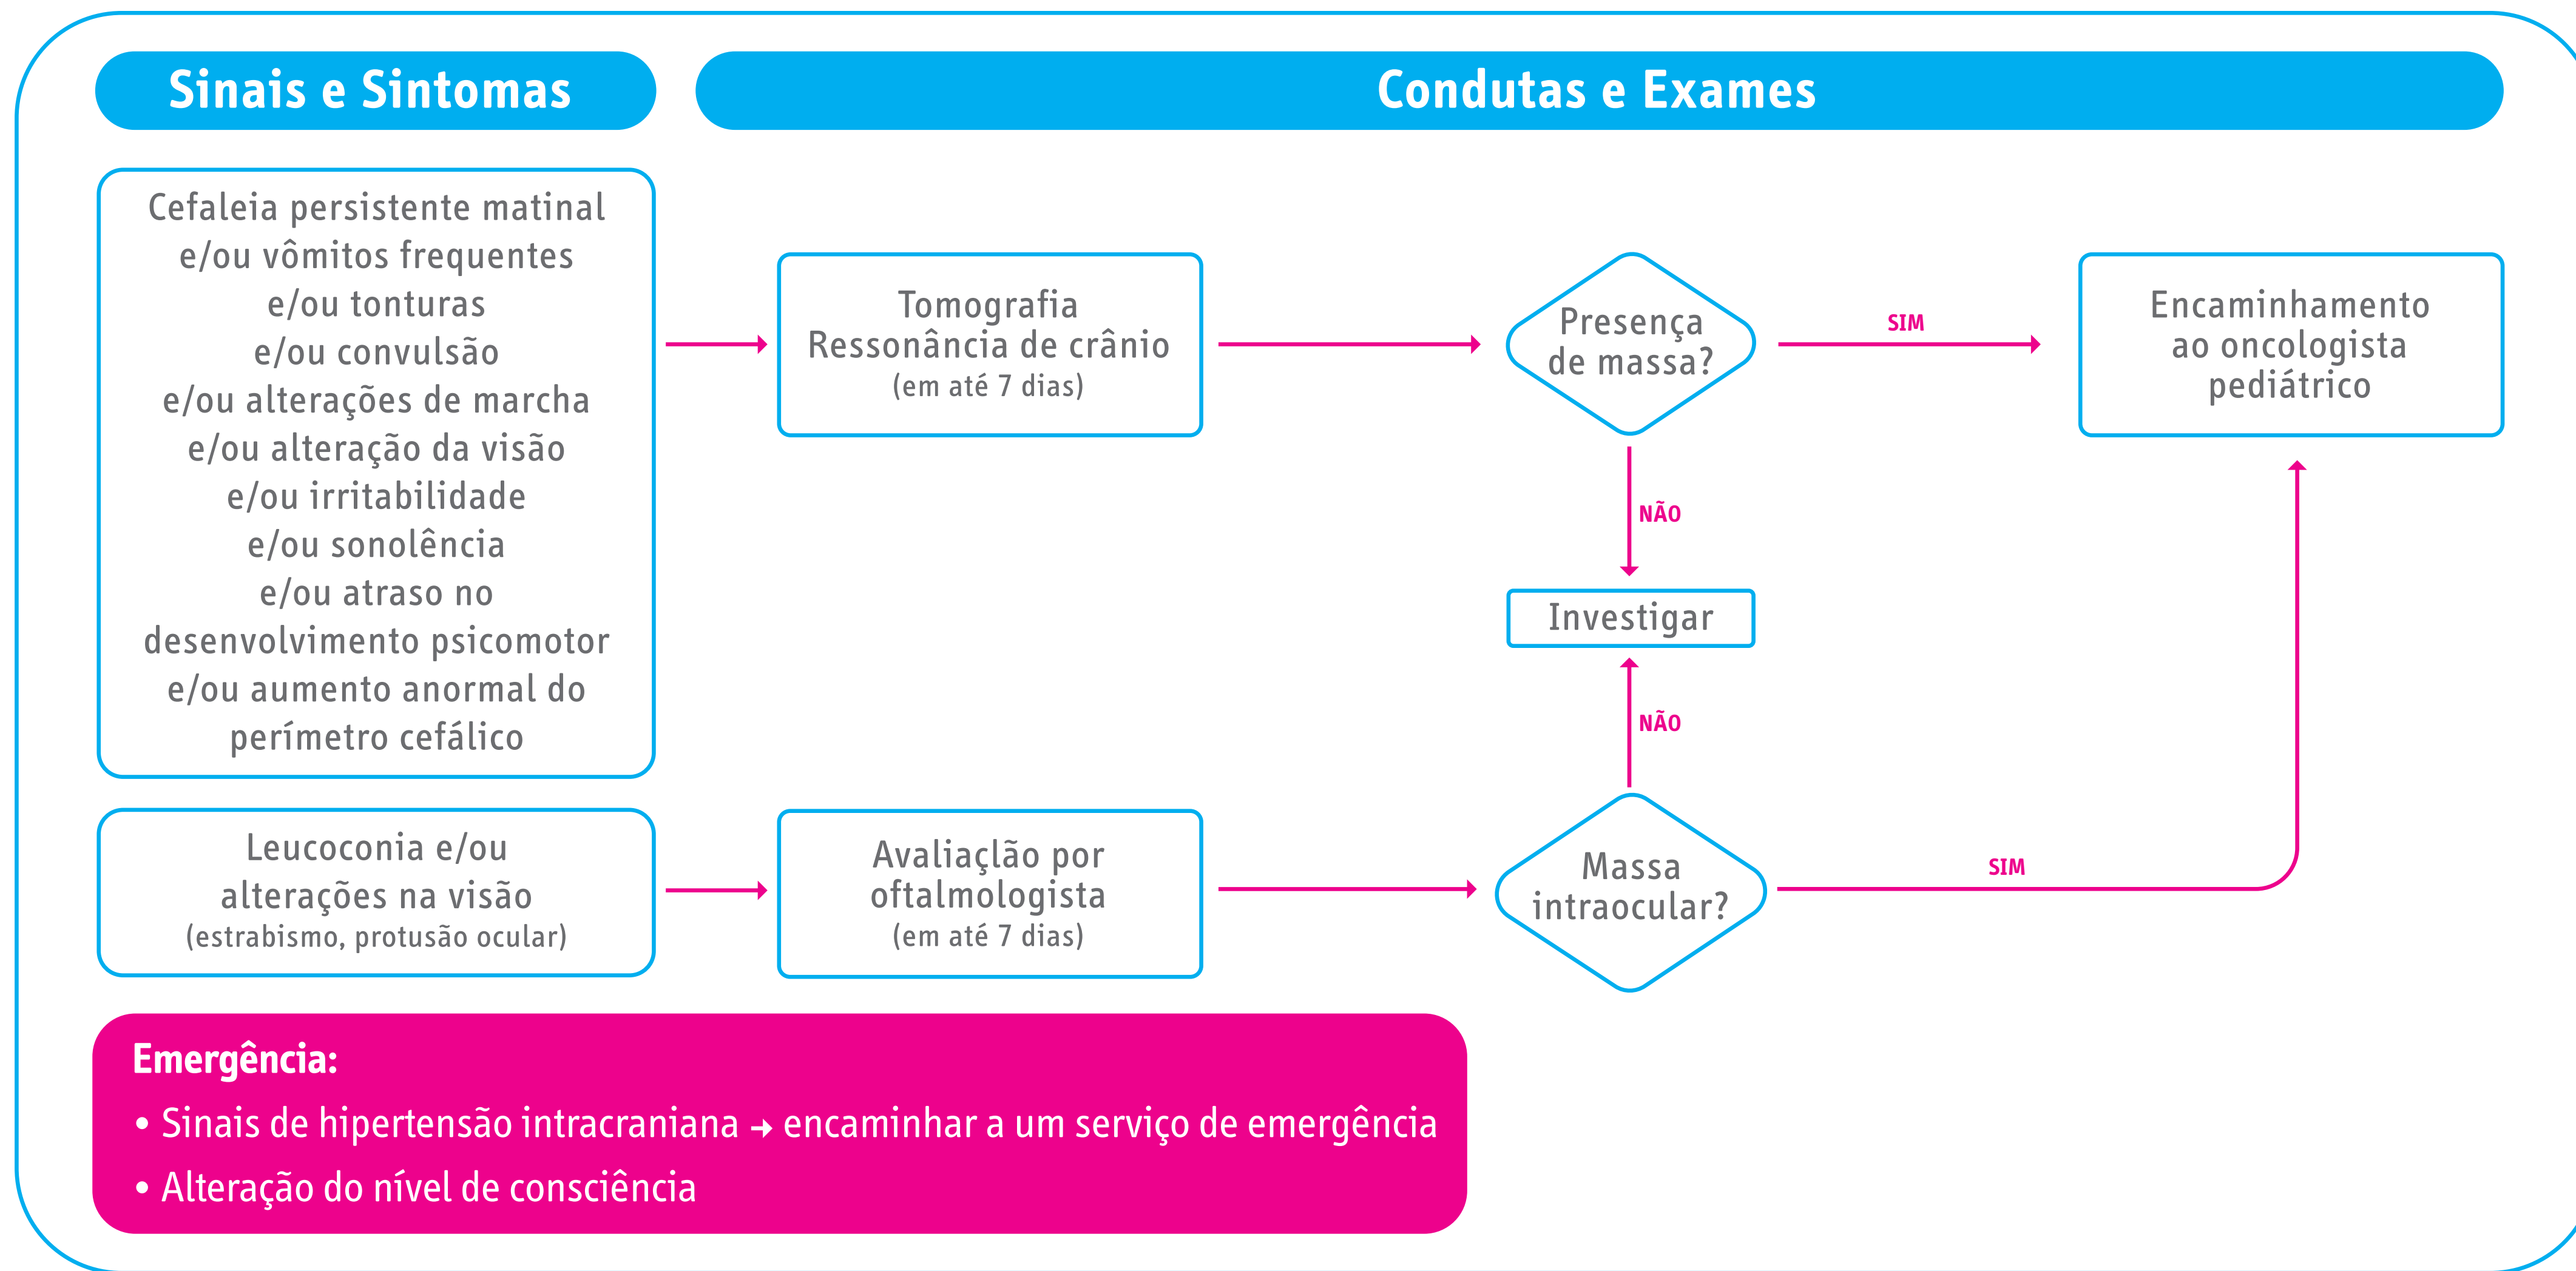 Sinais e Sintomas
Condutas e Exames
Cefaleia persistente matinal
e/ou vômitos frequentes
e/ou tonturas
e/ou convulsão
e/ou alterações de marcha
e/ou alteração da visão
e/ou irritabilidade
e/ou sonolência
e/ou atraso no
desenvolvimento psicomotor
e/ou aumento anormal do
perímetro cefálico
Tomografia
Ressonância de crânio
(em até 7 dias)
Presença
de massa?
SIM
Encaminhamento
ao oncologista
pediátrico
NÃO
Investigar
NÃO
Leucoconia e/ou
alterações na visão
(estrabismo, protusão ocular)
Avaliaçlão por
oftalmologista
(em até 7 dias)
Massa
intraocular?
SIM
Emergência:
• Sinais de hipertensão intracraniana → encaminhar a um serviço de emergência
• Alteração do nível de consciência